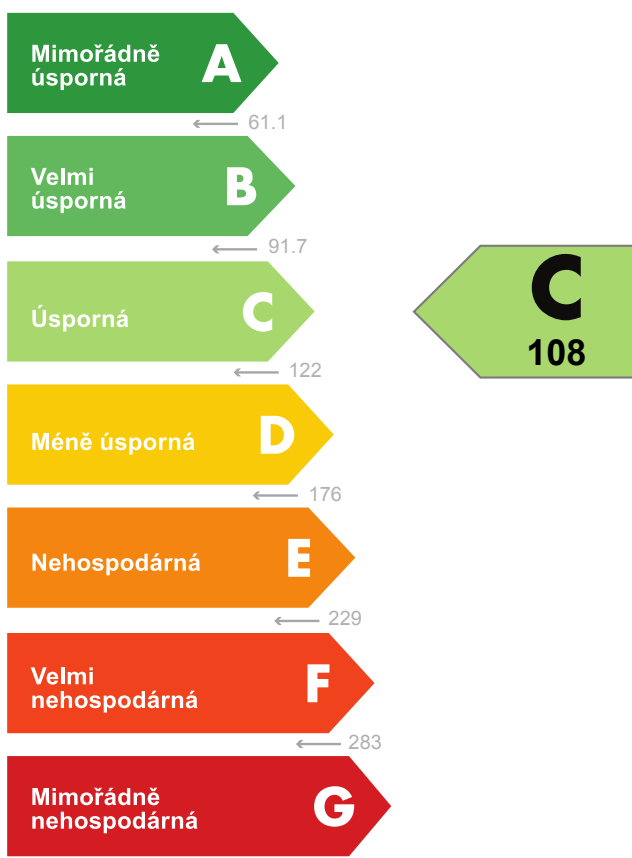 Mimořádně
úsporná
A
61.1
Velmi
úsporná
B
91.7
Úsporná
C
122
Méně úsporná
D
176
Nehospodárná
E
229
Velmi
nehospodárná
F
283
Mimořádně
nehospodárná
G
C
108